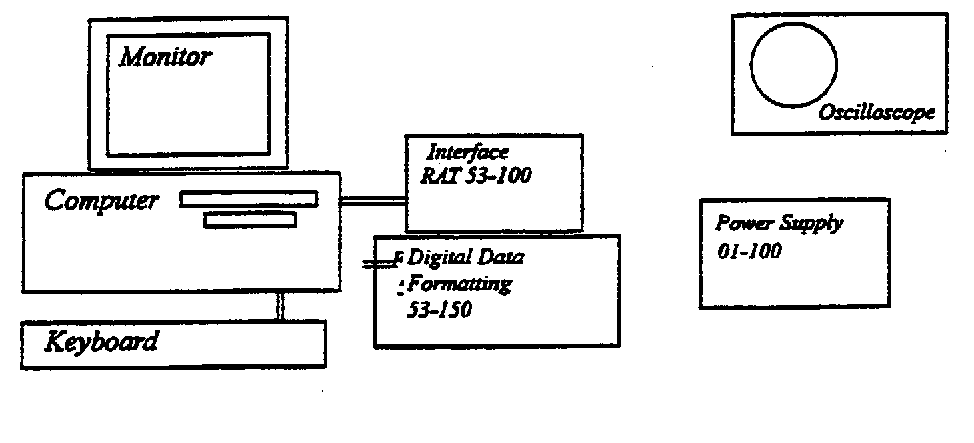 Monitor
Oscilloscope
Interface
RAT 53-100
Computer
Power Supply
01-100
Digital Data
Formatting
53-150
Keyboard